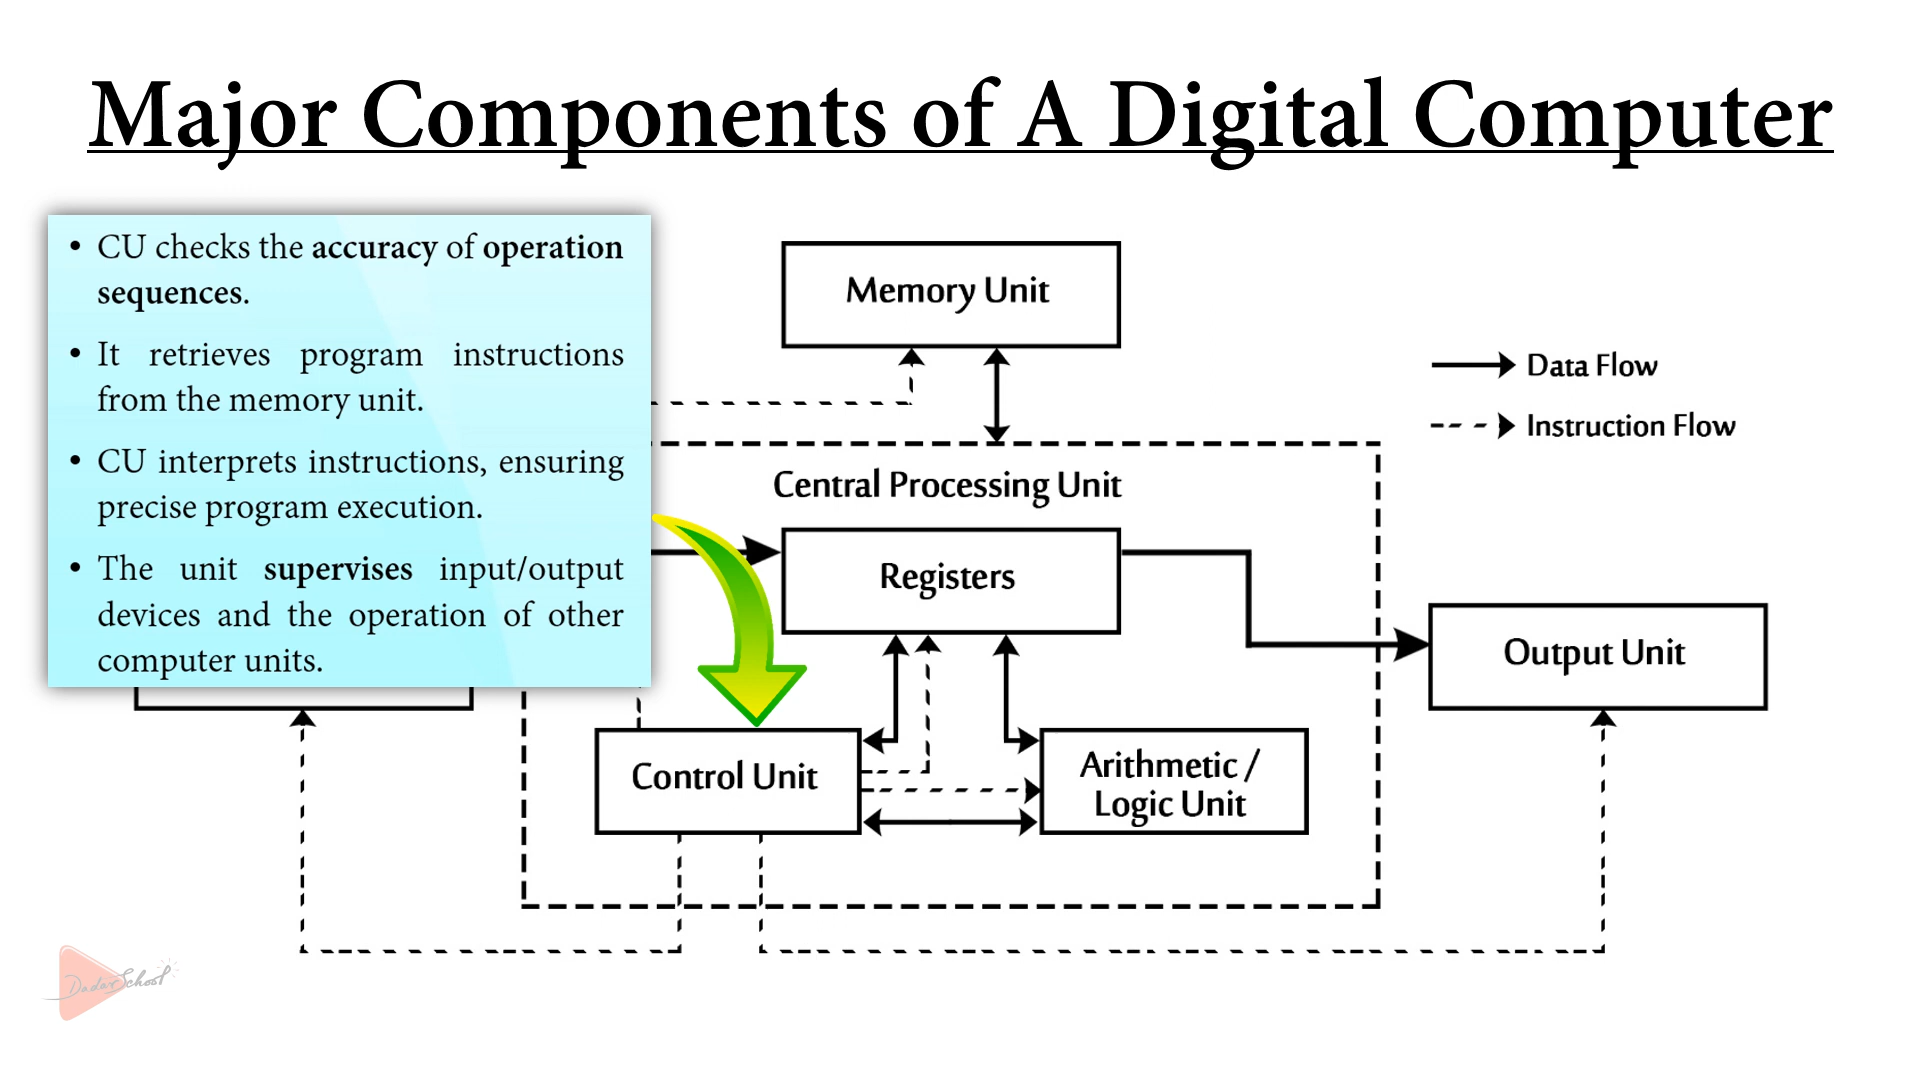 Major Components of A Digital Computer
• CU checks the accuracy of operation
sequences.
• It retrieves program instructions
from the memory unit.
• CU interprets instructions, ensuring
precise program execution.
• The unit supervises input/output
devices and the operation of other
computer units.
Memory Unit
Data Flow
Instruction Flow
Central Processing Unit
Registers
Output Unit
Control Unit
Arithmetic /
Logic Unit
Dadar School